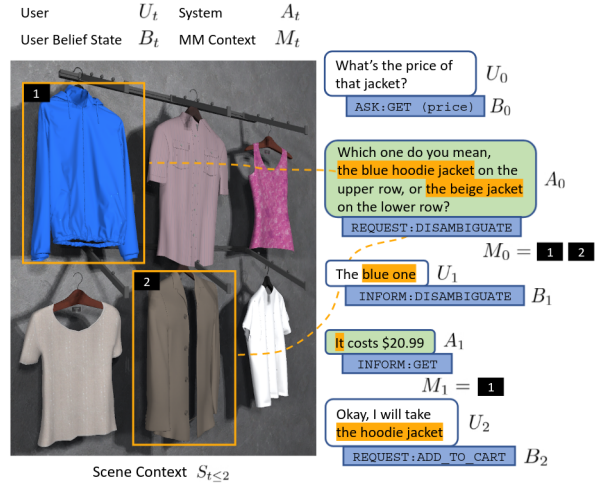 User U_t System A_t
User Belief State B_t MM Context M_t
1
2
Scene Context S_{t≤2}
What's the price of
that jacket?
U_0
ASK:GET (price)
B_0
Which one do you mean,
the blue hoodie jacket on the
upper row, or the beige jacket
on the lower row?
A_0
REQUEST:DISAMBIGUATE
M_0 = 1 2
The blue one
U_1
INFORM:DISAMBIGUATE
B_1
It costs $20.99
A_1
INFORM:GET
M_1 = 1
Okay, I will take
the hoodie jacket
U_2
REQUEST:ADD_TO_CART
B_2